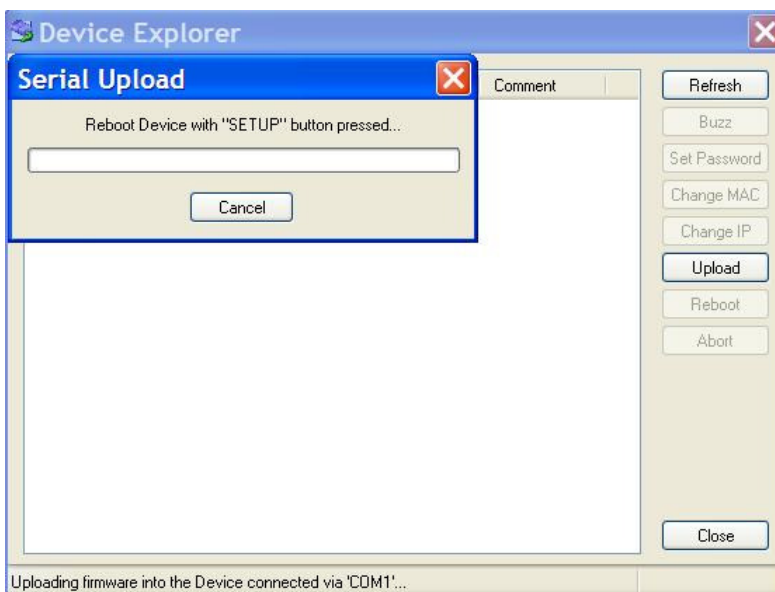 Device Explorer
Serial Upload
Reboot Device with "SETUP" button pressed...
Cancel
Comment
Refresh
Buzz
Set Password
Change MAC
Change IP
Upload
Reboot
Abort
Close
Uploading firmware into the Device connected via 'COM1'...